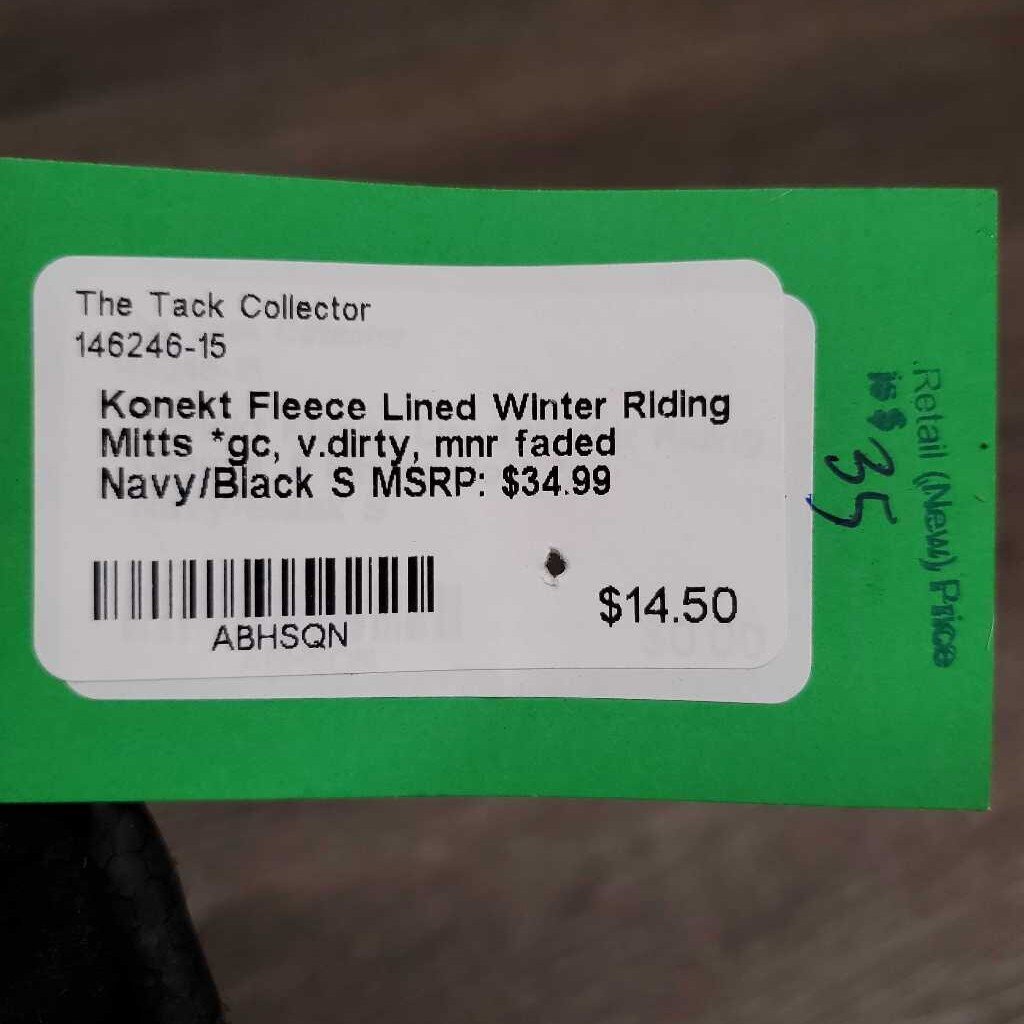 The Tack Collector
146246-15
Konekt Fleece Lined Winter Riding
Mitts *gc, v.dirty, mnr faded
Navy/Black S MSRP: $34.99
ABHSQN
$14.50
Retail (New) Price
is $ 35